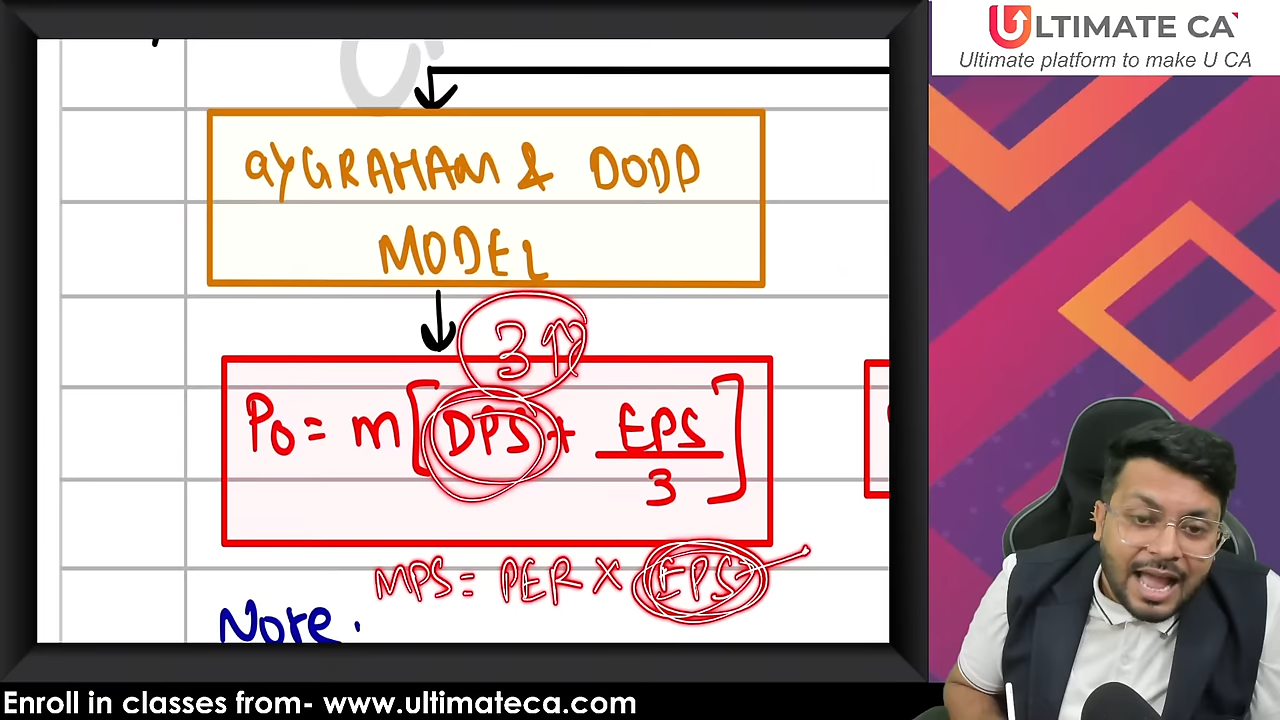 ULTIMATE CA
Ultimate platform to make U CA
a) GRAHAM & DODD
MODEL
3
P0 = m [DPS + EPS/3]
MPS = PER × EPS
Note.
Enroll in classes from- www.ultimateca.com